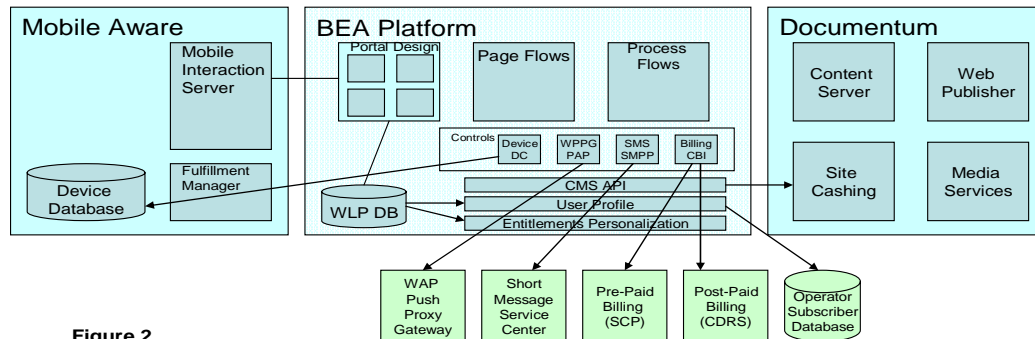 Mobile Aware
Mobile
Interaction
Server
Fulfillment
Manager
Device
Database
BEA Platform
Portal Design
Page Flows
Process
Flows
Controls
Device
DC
WPPG
PAP
SMS
SMPP
Billing
CBI
WLP DB
CMS API
User Profile
Entitlements Personalization
Documentum
Content
Server
Web
Publisher
Site
Cashing
Media
Services
WAP
Push
Proxy
Gateway
Short
Message
Service
Center
Pre-Paid
Billing
(SCP)
Post-Paid
Billing
(CDRS)
Operator
Subscriber
Database
Figure 2